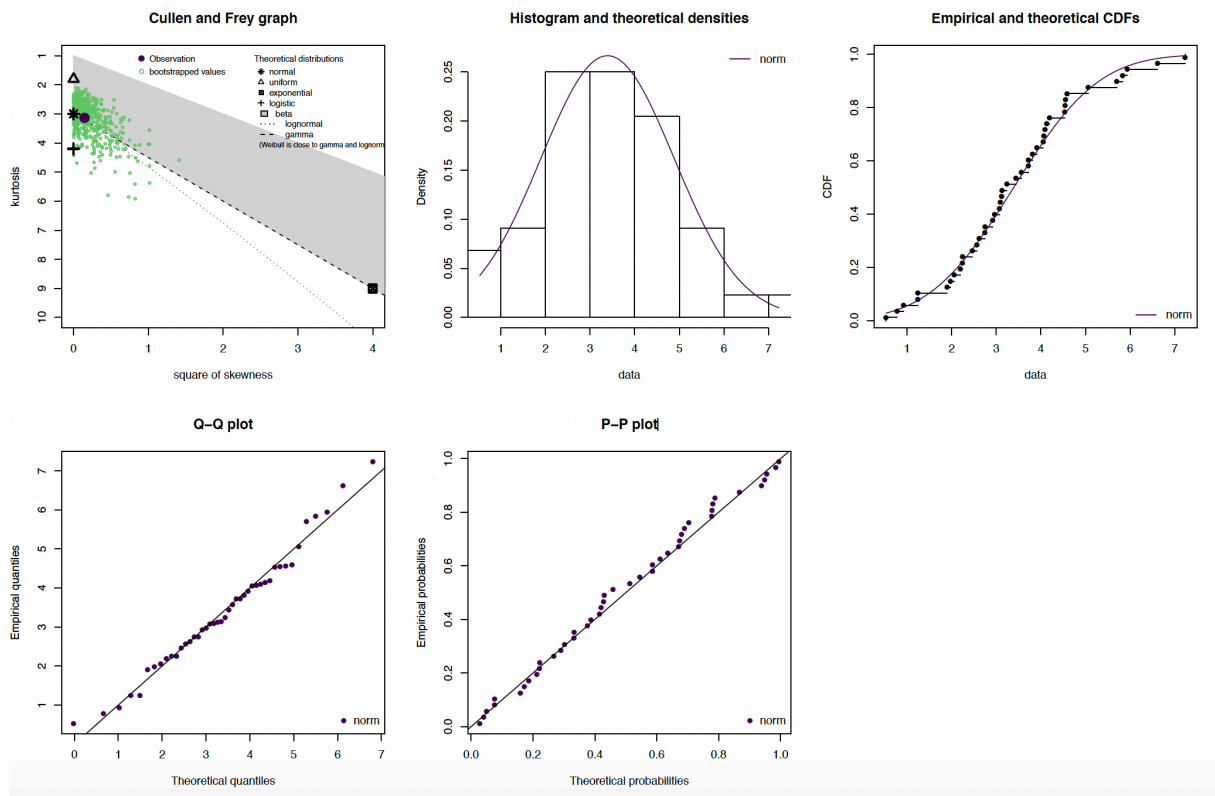 Cullen and Frey graph
Observation
bootstrapped values
Theoretical distributions
normal
uniform
exponential
logistic
beta
lognormal
gamma
(Weibull is close to gamma and lognorm
kurtosis
1
2
3
4
5
6
7
8
9
10
0
1
2
3
4
square of skewness
Histogram and theoretical densities
norm
Density
0.25
0.20
0.15
0.10
0.05
0.00
1
2
3
4
5
6
7
data
Empirical and theoretical CDFs
CDF
1.0
0.8
0.6
0.4
0.2
0.0
norm
1
2
3
4
5
6
7
data
Q–Q plot
Empirical quantiles
7
6
5
4
3
2
1
norm
0
1
2
3
4
5
6
7
Theoretical quantiles
P–P plot
Empirical probabilities
1.0
0.8
0.6
0.4
0.2
0.0
norm
0.0
0.2
0.4
0.6
0.8
1.0
Theoretical probabilities